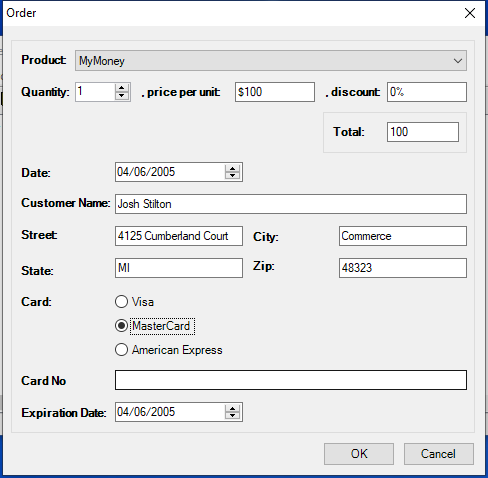 Order
Product: MyMoney
Quantity: 1 , price per unit: $100 , discount: 0%
Total: 100
Date: 04/06/2005
Customer Name: Josh Stilton
Street: 4125 Cumberland Court City: Commerce
State: MI Zip: 48323
Card: Visa
MasterCard
American Express
Card No
Expiration Date: 04/06/2005
OK Cancel